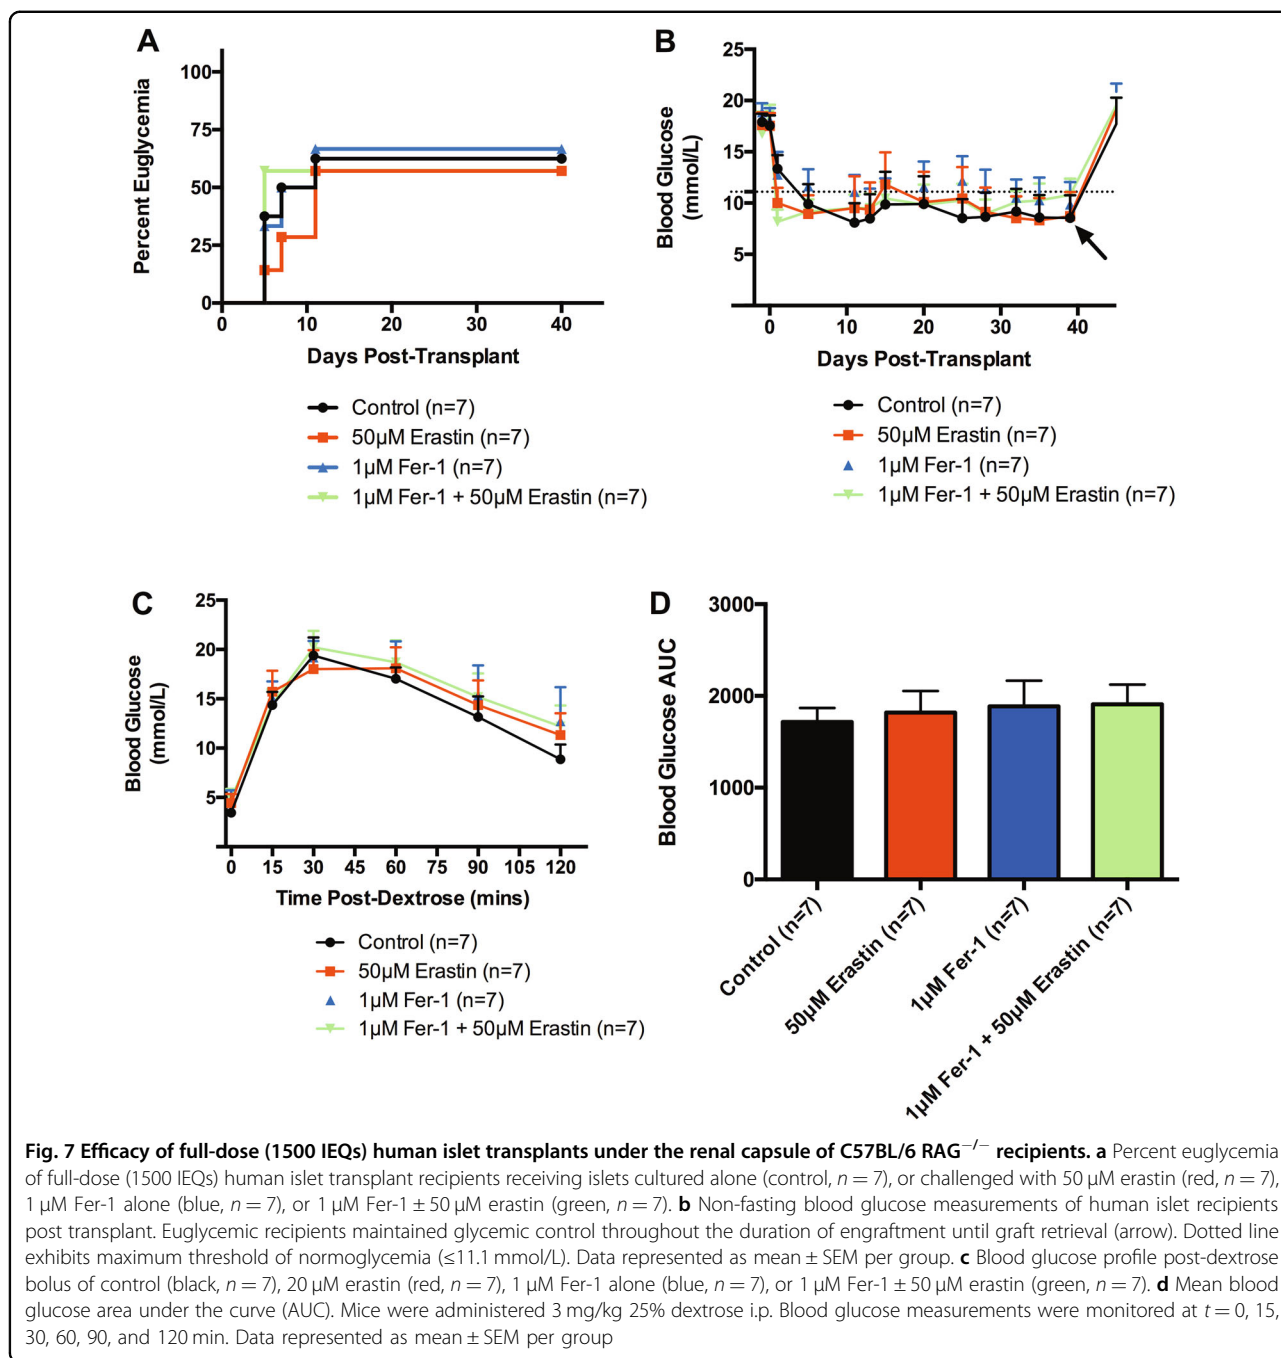 A
Percent Euglycemia
100
75
50
25
0
0 10 20 30 40
Days Post-Transplant
Control (n=7)
50µM Erastin (n=7)
1µM Fer-1 (n=7)
1µM Fer-1 + 50µM Erastin (n=7)
B
Blood Glucose
(mmol/L)
25
20
15
10
5
0 10 20 30 40
Days Post-Transplant
Control (n=7)
50µM Erastin (n=7)
1µM Fer-1 (n=7)
1µM Fer-1 + 50µM Erastin (n=7)
C
Blood Glucose
(mmol/L)
25
20
15
10
5
0 15 30 45 60 75 90 105 120
Time Post-Dextrose (mins)
Control (n=7)
50µM Erastin (n=7)
1µM Fer-1 (n=7)
1µM Fer-1 + 50µM Erastin (n=7)
D
Blood Glucose AUC
3000
2000
1000
0
Control (n=7)
50µM Erastin (n=7)
1µM Fer-1 (n=7)
1µM Fer-1 + 50µM Erastin (n=7)
Fig. 7 Efficacy of full-dose (1500 IEQs) human islet transplants under the renal capsule of C57BL/6 RAG−/− recipients. a Percent euglycemia
of full-dose (1500 IEQs) human islet transplant recipients receiving islets cultured alone (control, n = 7), or challenged with 50 µM erastin (red, n = 7),
1 µM Fer-1 alone (blue, n = 7), or 1 µM Fer-1 ± 50 µM erastin (green, n = 7). b Non-fasting blood glucose measurements of human islet recipients
post transplant. Euglycemic recipients maintained glycemic control throughout the duration of engraftment until graft retrieval (arrow). Dotted line
exhibits maximum threshold of normoglycemia (≤11.1 mmol/L). Data represented as mean ± SEM per group. c Blood glucose profile post-dextrose
bolus of control (black, n = 7), 20 µM erastin (red, n = 7), 1 µM Fer-1 alone (blue, n = 7), or 1 µM Fer-1 ± 50 µM erastin (green, n = 7). d Mean blood
glucose area under the curve (AUC). Mice were administered 3 mg/kg 25% dextrose i.p. Blood glucose measurements were monitored at t = 0, 15,
30, 60, 90, and 120 min. Data represented as mean ± SEM per group